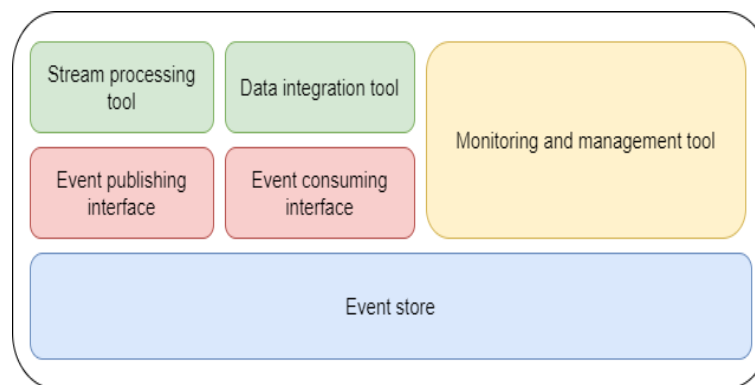 Stream processing
tool
Data integration tool
Monitoring and management tool
Event publishing
interface
Event consuming
interface
Event store